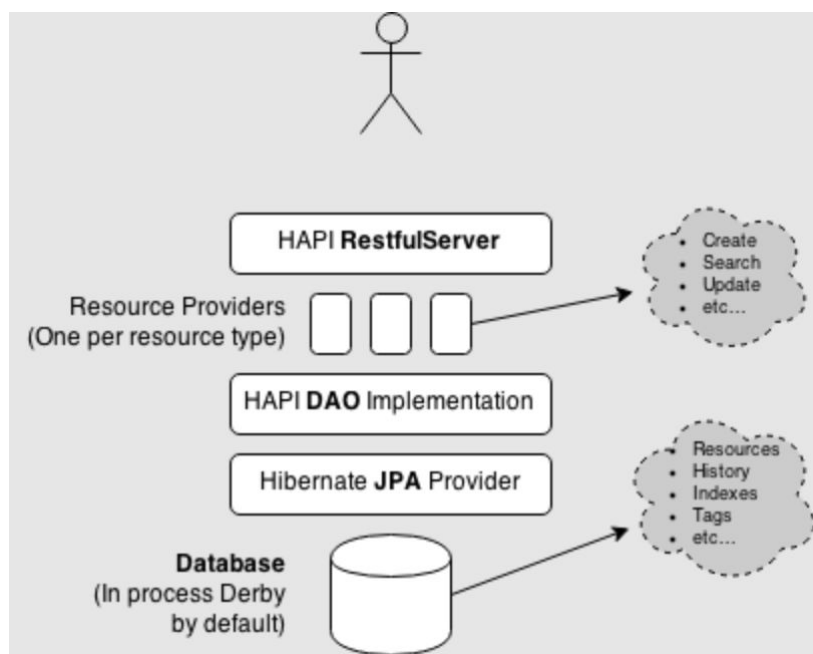 HAPI RestfulServer
• Create
• Search
• Update
• etc...
Resource Providers
(One per resource type)
HAPI DAO Implementation
Hibernate JPA Provider
• Resources
• History
• Indexes
• Tags
• etc...
Database
(In process Derby
by default)